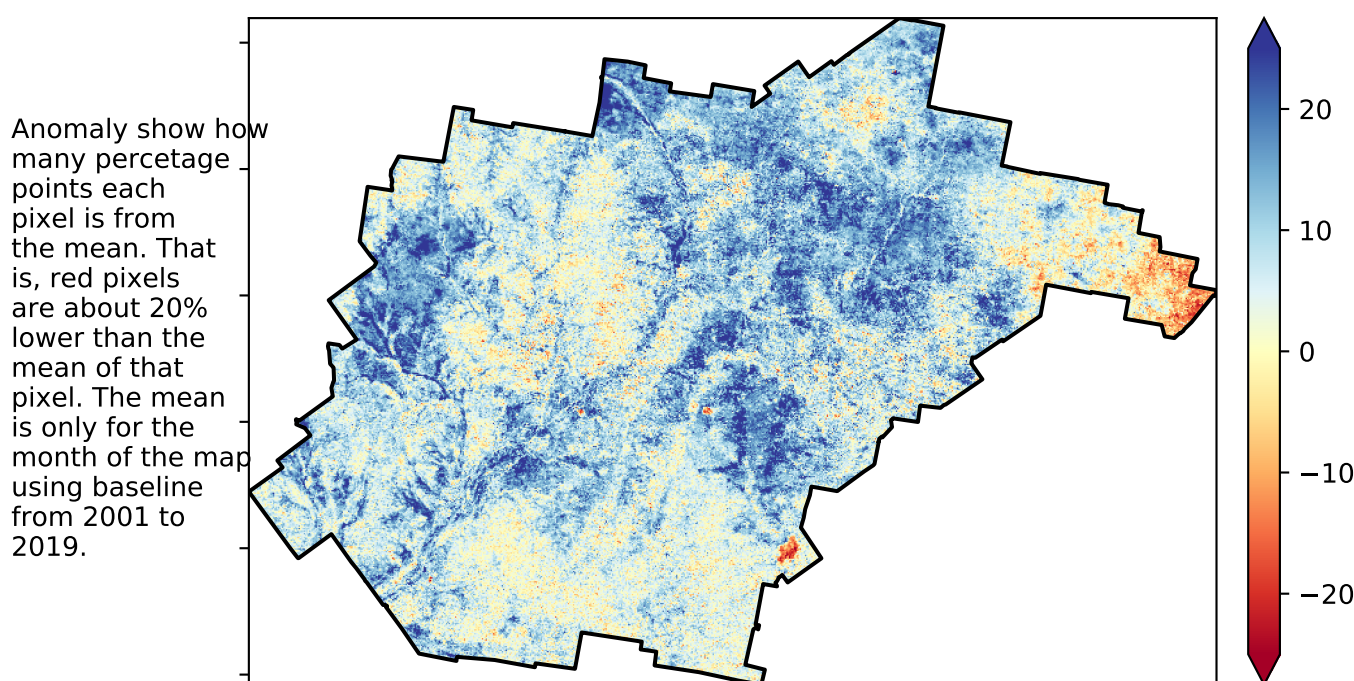 Anomaly show how
many percetage
points each
pixel is from
the mean. That
is, red pixels
are about 20%
lower than the
mean of that
pixel. The mean
is only for the
month of the map
using baseline
from 2001 to
2019.
20
10
0
−10
−20